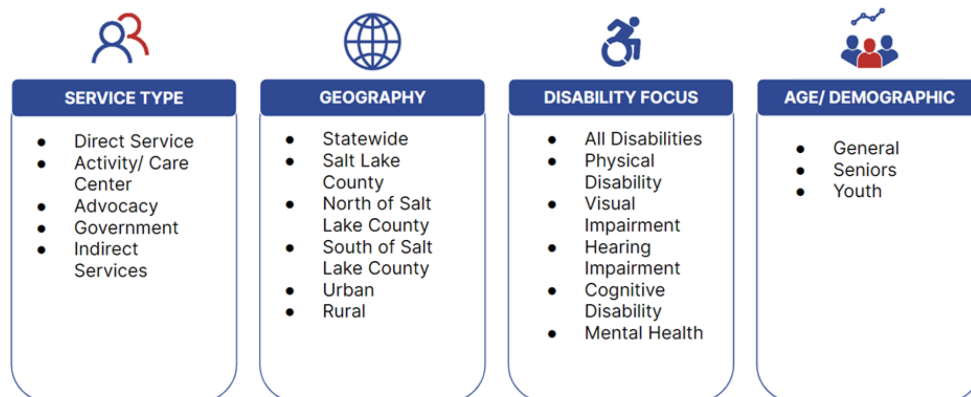 SERVICE TYPE
● Direct Service
● Activity/ Care
Center
● Advocacy
● Government
● Indirect
Services
GEOGRAPHY
● Statewide
● Salt Lake
County
● North of Salt
Lake County
● South of Salt
Lake County
● Urban
● Rural
DISABILITY FOCUS
● All Disabilities
● Physical
Disability
● Visual
Impairment
● Hearing
Impairment
● Cognitive
Disability
● Mental Health
AGE/ DEMOGRAPHIC
● General
● Seniors
● Youth